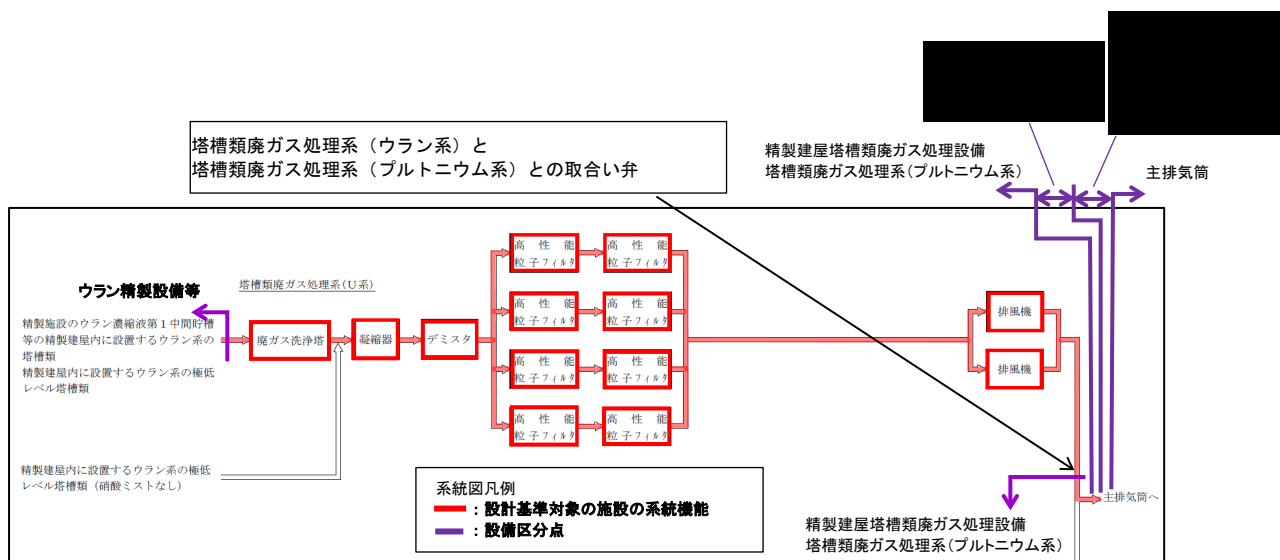 塔槽類廃ガス処理系（ウラン系）と
塔槽類廃ガス処理系（プルトニウム系）との取合い弁
精製建屋塔槽類廃ガス処理設備
塔槽類廃ガス処理系(プルトニウム系)
主排気筒
ウラン精製設備等
塔槽類廃ガス処理系(U系)
精製施設のウラン濃縮液第１中間貯槽
等の精製建屋内に設置するウラン系の
塔槽類
精製建屋内に設置するウラン系の極低
レベル塔槽類
廃ガス洗浄塔
凝縮器
デミスタ
高性能
粒子フィルタ
高性能
粒子フィルタ
高性能
粒子フィルタ
高性能
粒子フィルタ
高性能
粒子フィルタ
高性能
粒子フィルタ
高性能
粒子フィルタ
高性能
粒子フィルタ
排風機
排風機
精製建屋内に設置するウラン系の極低
レベル塔槽類（硝酸ミストなし）
系統図凡例
：設計基準対象の施設の系統機能
：設備区分点
主排気筒へ
精製建屋塔槽類廃ガス処理設備
塔槽類廃ガス処理系(プルトニウム系)